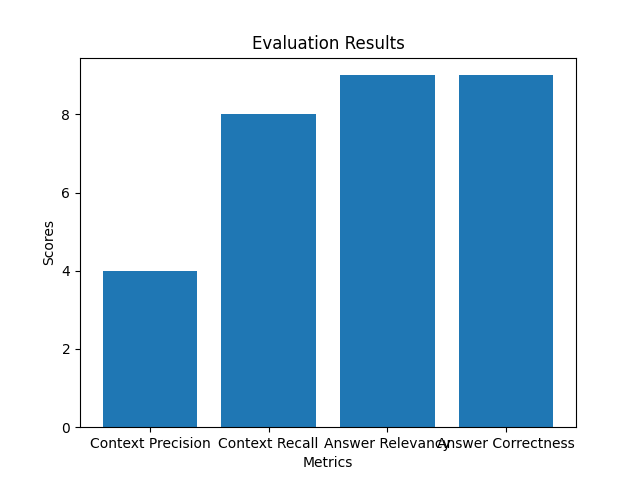 Evaluation Results
Scores
8
6
4
2
0
Context Precision Context Recall Answer Relevancy Answer Correctness
Metrics